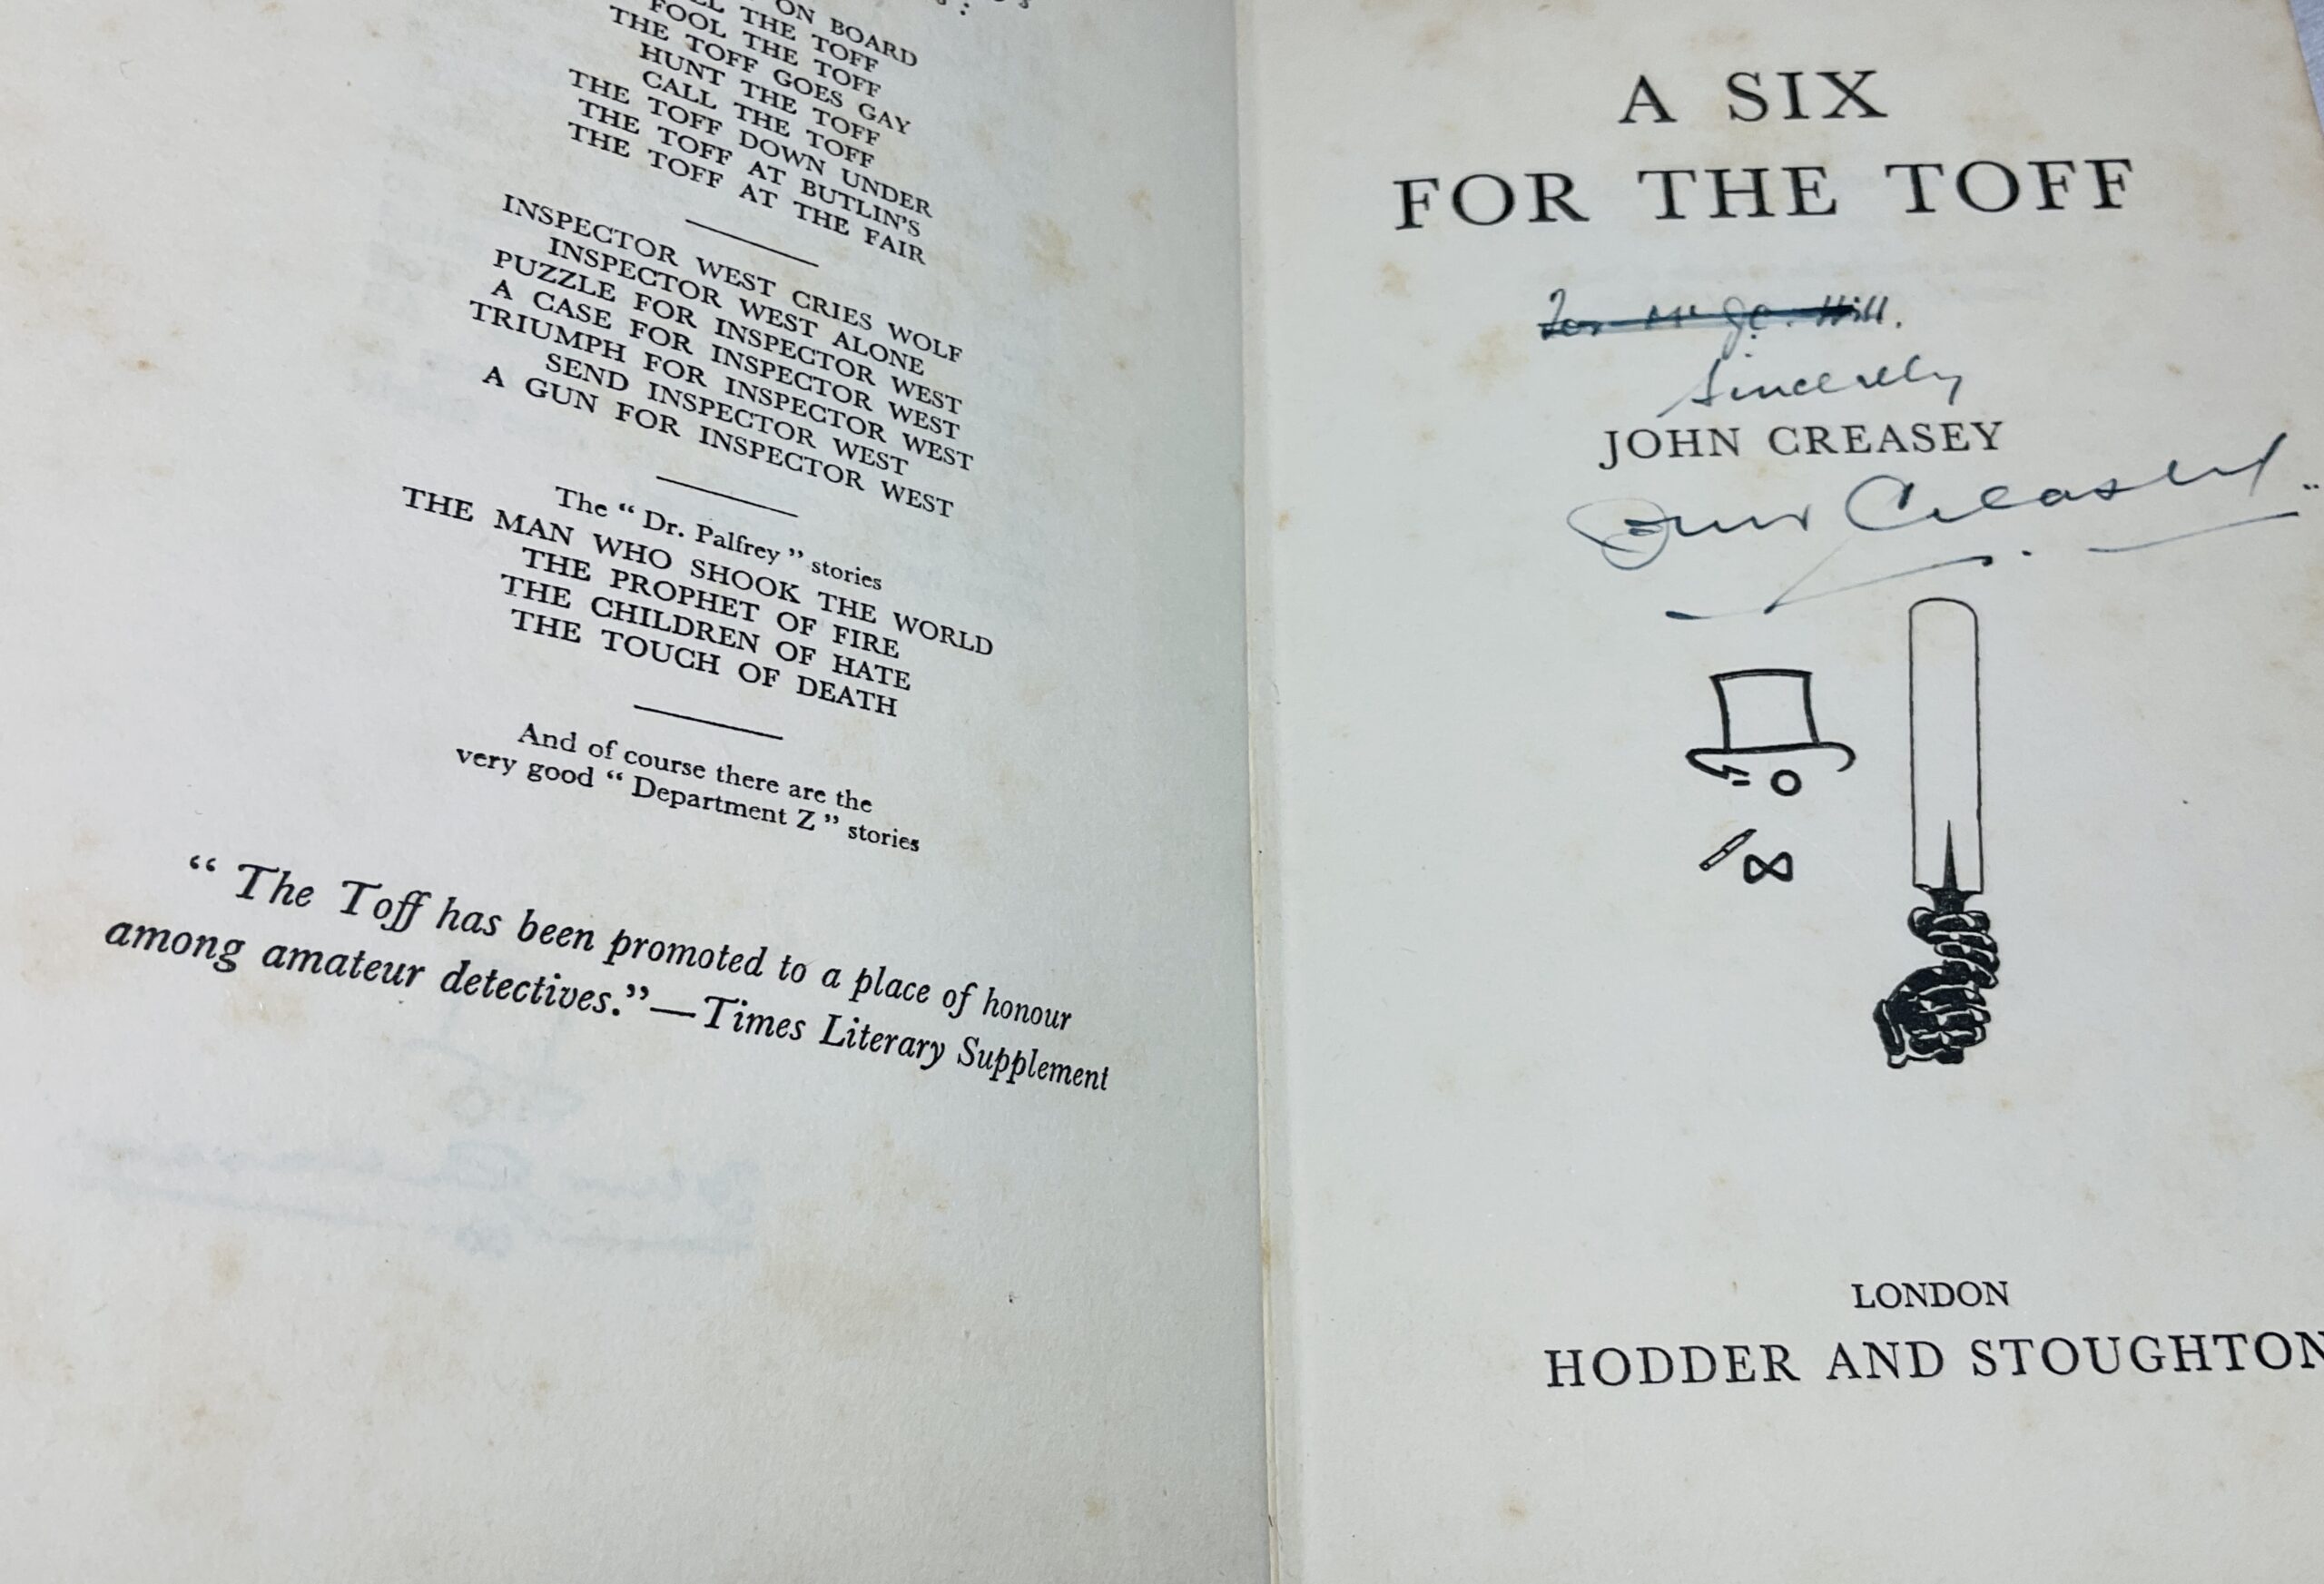 ON BOARD
THE TOFF
FOOL THE TOFF
THE TOFF GOES GAY
HUNT THE TOFF
CALL THE TOFF
THE TOFF DOWN UNDER
THE TOFF AT BUTLIN'S
THE TOFF AT THE FAIR
INSPECTOR WEST CRIES WOLF
INSPECTOR WEST ALONE
PUZZLE FOR INSPECTOR WEST
A CASE FOR INSPECTOR WEST
TRIUMPH FOR INSPECTOR WEST
SEND INSPECTOR WEST
A GUN FOR INSPECTOR WEST
The “ Dr. Palfrey ” stories
THE MAN WHO SHOOK THE WORLD
THE PROPHET OF FIRE
THE CHILDREN OF HATE
THE TOUCH OF DEATH
And of course there are the
very good “ Department Z ” stories
“ The Toff has been promoted to a place of honour
among amateur detectives.”—Times Literary Supplement
A SIX
FOR THE TOFF
For Mr J.C. Hill.
Sincerely
JOHN CREASEY
John Creasey
LONDON
HODDER AND STOUGHTON